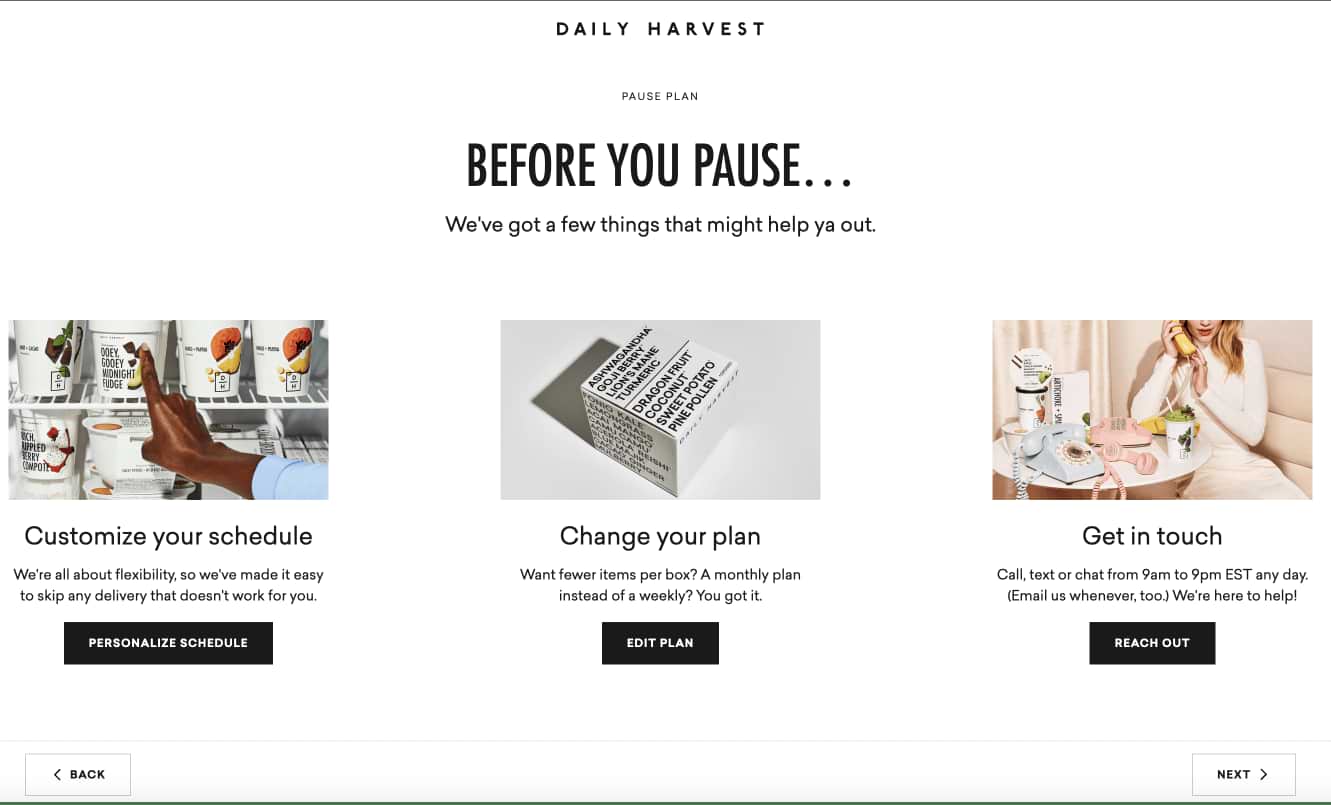 DAILY HARVEST
PAUSE PLAN
BEFORE YOU PAUSE...
We've got a few things that might help ya out.
OOEY,
GOOEY
MIDNIGHT
FUDGE
RIPPLED
BERRY
COMPOTE
ASHWAGANDHA
GOJI BERRY
LION'S MANE
TURMERIC
DRAGON FRUIT
COCONUT
SWEET POTATO
PINE POLLEN
DAILY HARVEST
Customize your schedule
We're all about flexibility, so we've made it easy
to skip any delivery that doesn't work for you.
PERSONALIZE SCHEDULE
Change your plan
Want fewer items per box? A monthly plan
instead of a weekly? You got it.
EDIT PLAN
Get in touch
Call, text or chat from 9am to 9pm EST any day.
(Email us whenever, too.) We're here to help!
REACH OUT
BACK
NEXT